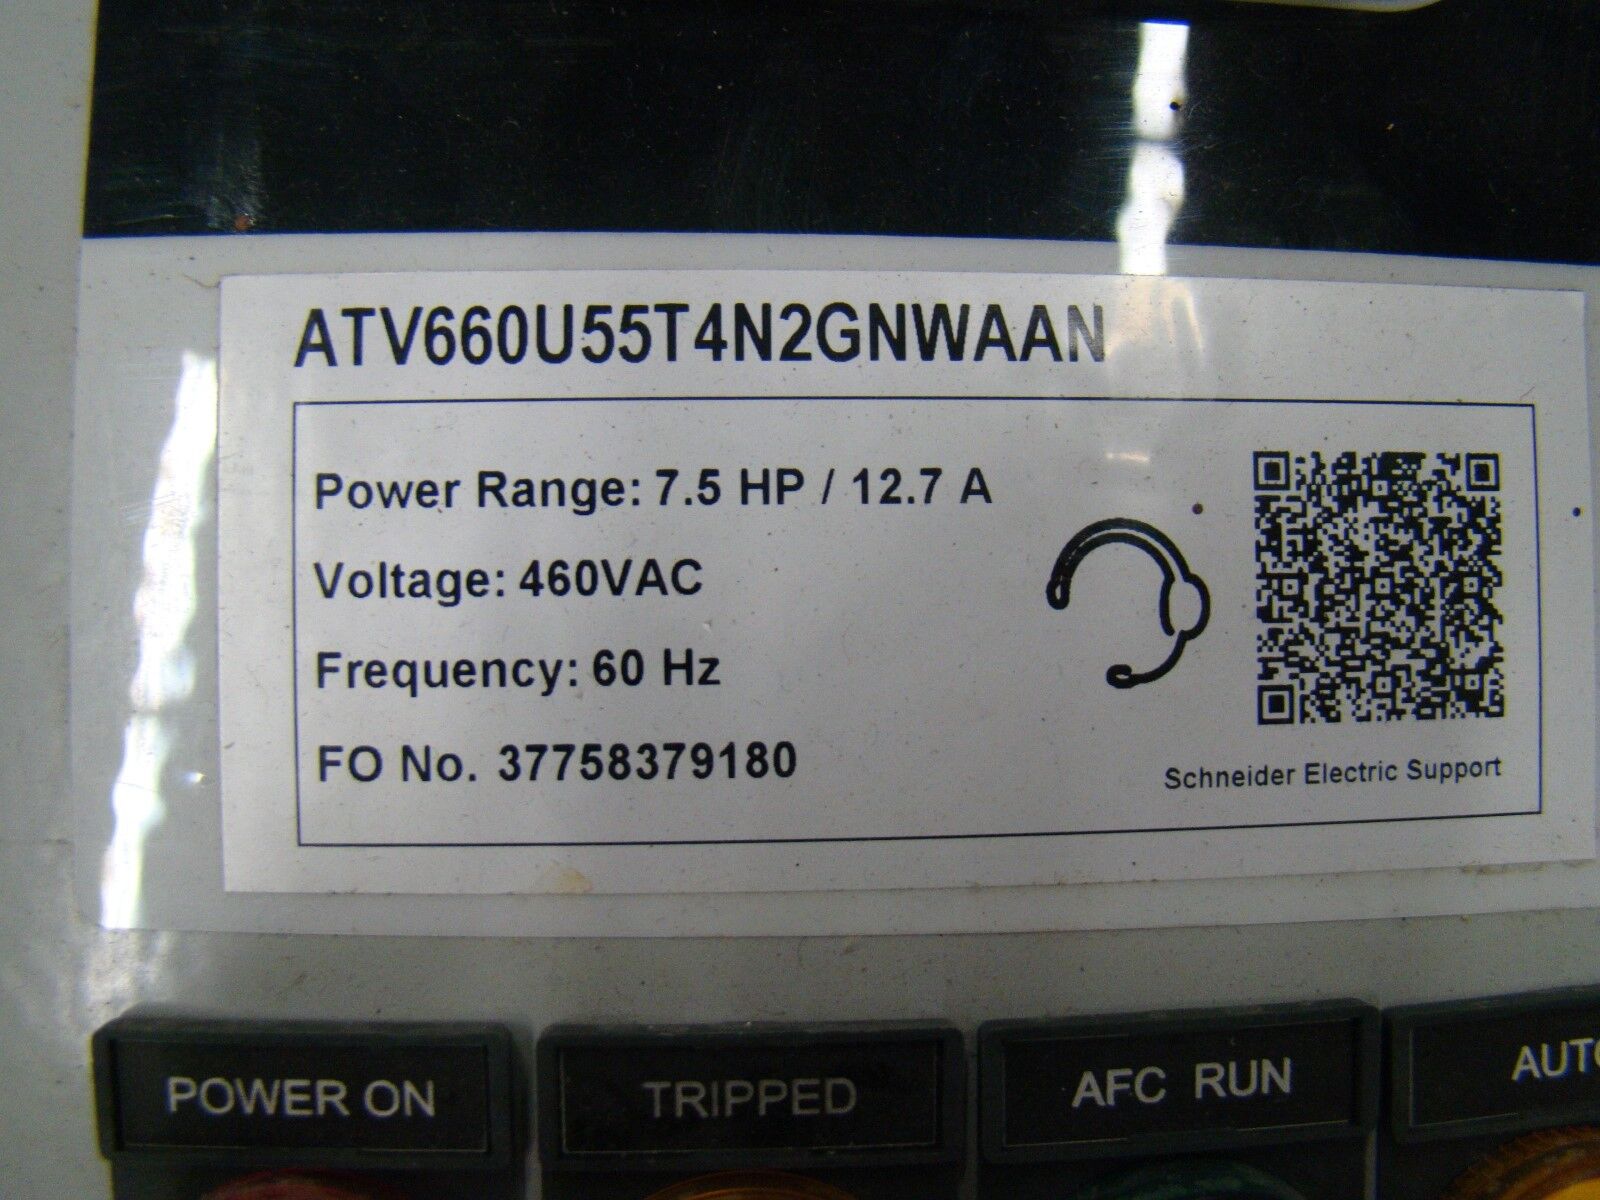 ATV660U55T4N2GNWAAN
Power Range: 7.5 HP / 12.7 A
Voltage: 460VAC
Frequency: 60 Hz
FO No. 37758379180
Schneider Electric Support
POWER ON
TRIPPED
AFC RUN
AUTO